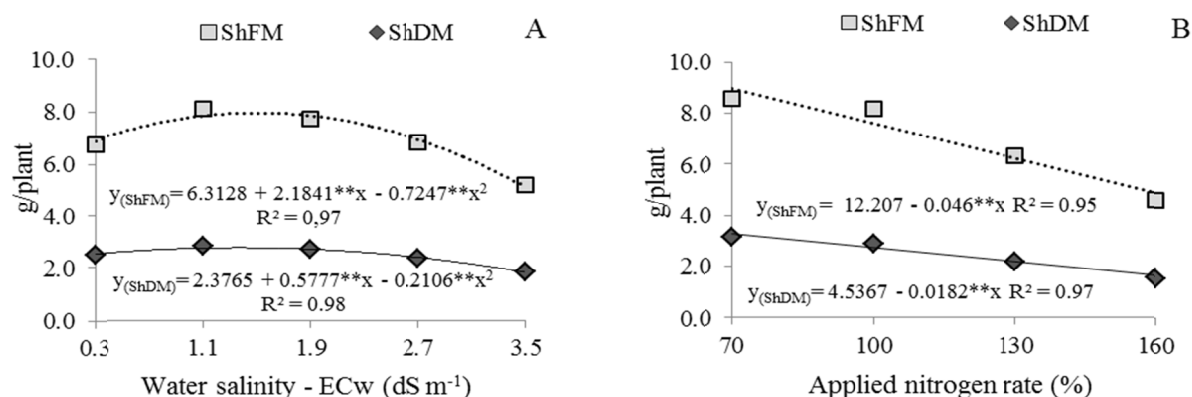 ShFM ShDM A
10.0
8.0
6.0
4.0
2.0
0.0
g/plant
y(ShFM)= 6.3128 + 2.1841**x - 0.7247**x²
R² = 0,97
y(ShDM)= 2.3765 + 0.5777**x - 0.2106**x²
R² = 0.98
0.3 1.1 1.9 2.7 3.5
Water salinity - ECw (dS m⁻¹)
ShFM ShDM B
10.0
8.0
6.0
4.0
2.0
0.0
g/plant
y(ShFM)= 12.207 - 0.046**x R² = 0.95
y(ShDM)= 4.5367 - 0.0182**x R² = 0.97
70 100 130 160
Applied nitrogen rate (%)